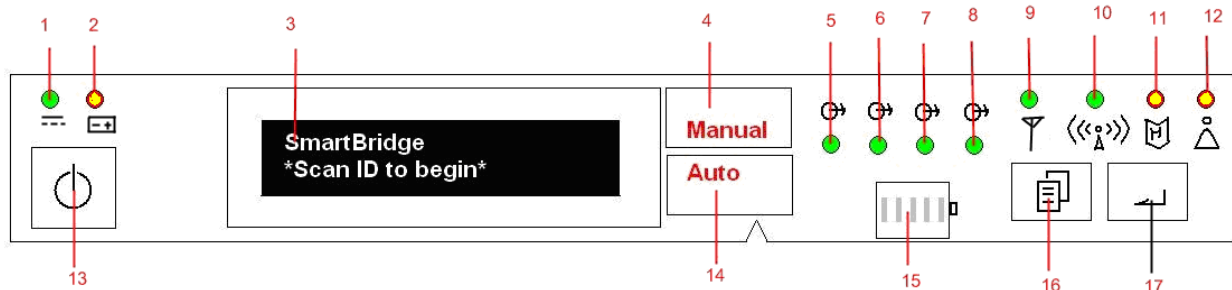 1 2 3 4 5 6 7 8 9 10 11 12
SmartBridge
*Scan ID to begin*
Manual
Auto
H
13 14 15 16 17